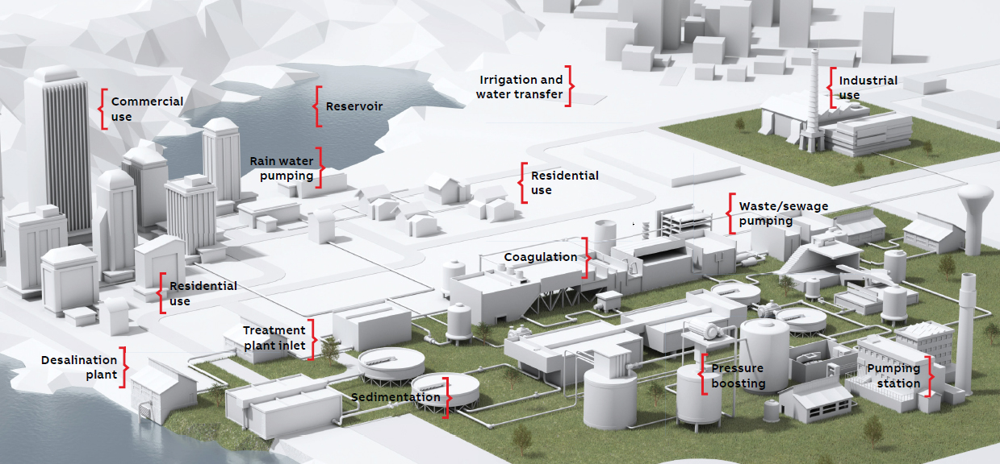 Irrigation and
water transfer
Industrial
use
Commercial
use
Reservoir
Rain water
pumping
Residential
use
Waste/sewage
pumping
Coagulation
Residential
use
Treatment
plant inlet
Desalination
plant
Pressure
boosting
Pumping
station
Sedimentation